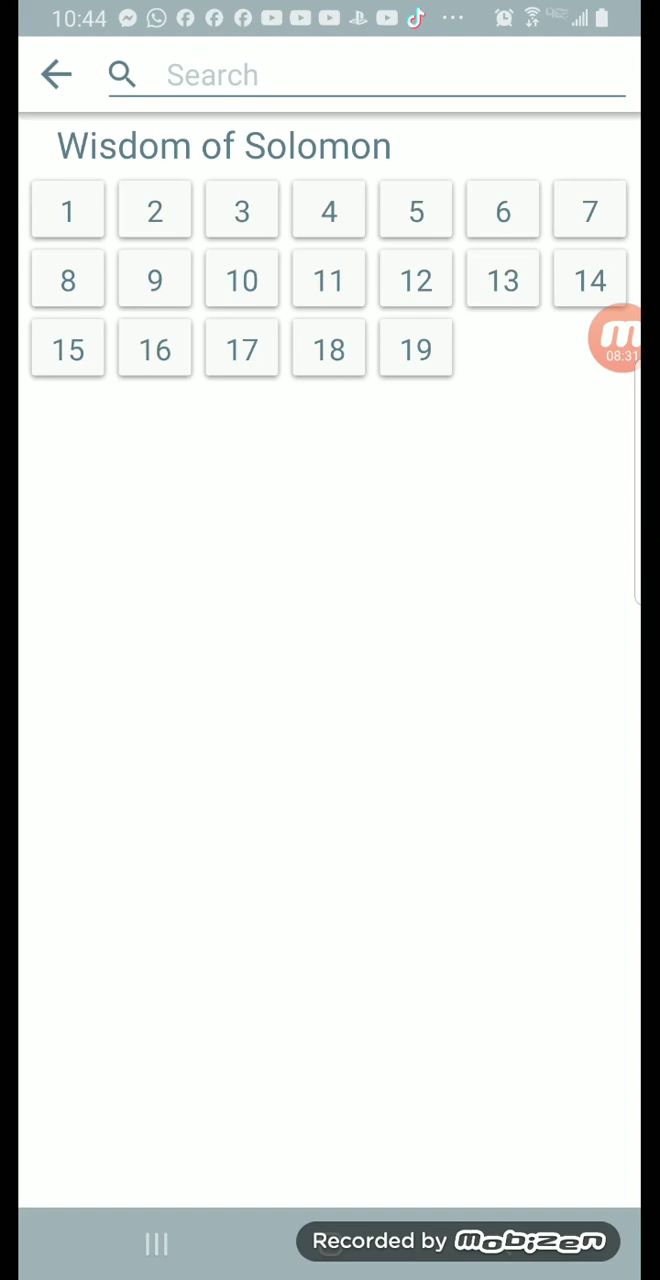 10:44
Search
Wisdom of Solomon
1 2 3 4 5 6 7
8 9 10 11 12 13 14
15 16 17 18 19
08:31
Recorded by mobizen